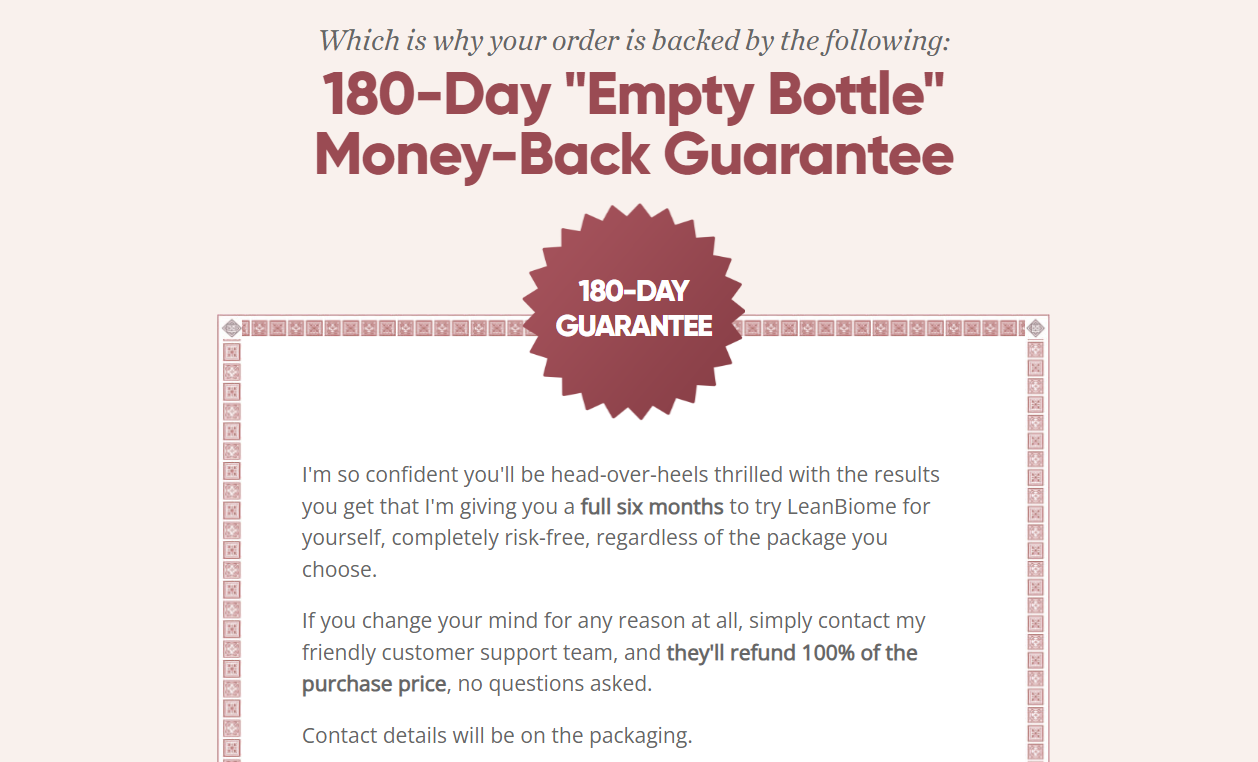 Which is why your order is backed by the following:
180-Day "Empty Bottle"
Money-Back Guarantee
180-DAY
GUARANTEE
I'm so confident you'll be head-over-heels thrilled with the results
you get that I'm giving you a full six months to try LeanBiome for
yourself, completely risk-free, regardless of the package you
choose.
If you change your mind for any reason at all, simply contact my
friendly customer support team, and they'll refund 100% of the
purchase price, no questions asked.
Contact details will be on the packaging.